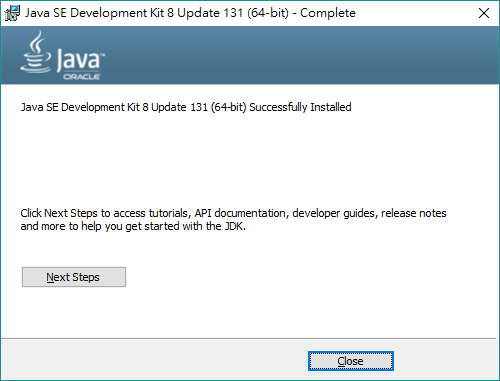 Java SE Development Kit 8 Update 131 (64-bit) - Complete
Java™
ORACLE
Java SE Development Kit 8 Update 131 (64-bit) Successfully Installed
Click Next Steps to access tutorials, API documentation, developer guides, release notes
and more to help you get started with the JDK.
Next Steps
Close